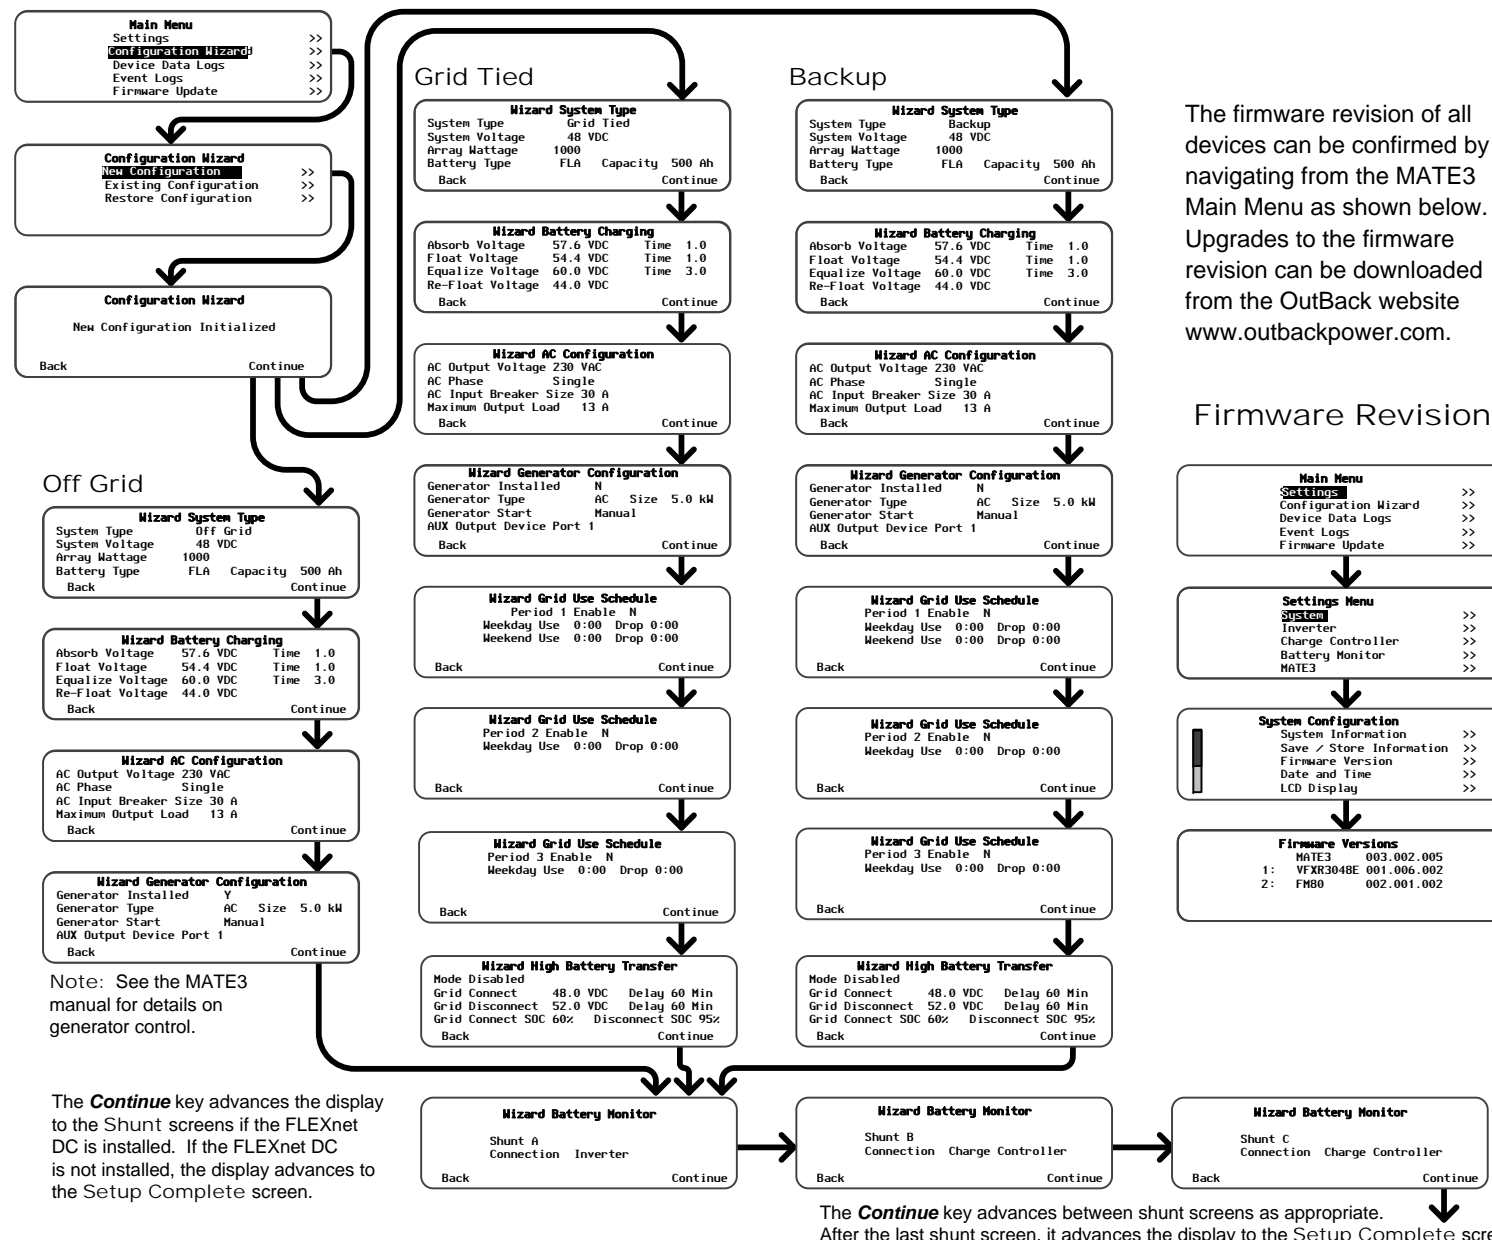 Main Menu
Settings >>
Configuration Wizard >>
Device Data Logs >>
Event Logs >>
Firmware Update >>
Configuration Wizard
New Configuration >>
Existing Configuration >>
Restore Configuration >>
Configuration Wizard
New Configuration Initialized
Back Continue
Off Grid
Wizard System Type
System Type Off Grid
System Voltage 48 VDC
Array Wattage 1000
Battery Type FLA Capacity 500 Ah
Back Continue
Wizard Battery Charging
Absorb Voltage 57.6 VDC Time 1.0
Float Voltage 54.4 VDC Time 1.0
Equalize Voltage 60.0 VDC Time 3.0
Re-Float Voltage 44.0 VDC
Back Continue
Wizard AC Configuration
AC Output Voltage 230 VAC
AC Phase Single
AC Input Breaker Size 30 A
Maximum Output Load 13 A
Back Continue
Wizard Generator Configuration
Generator Installed Y
Generator Type AC Size 5.0 kW
Generator Start Manual
AUX Output Device Port 1
Back Continue
Note: See the MATE3
manual for details on
generator control.
The Continue key advances the display
to the Shunt screens if the FLEXnet
DC is installed. If the FLEXnet DC
is not installed, the display advances to
the Setup Complete screen.
Grid Tied
Wizard System Type
System Type Grid Tied
System Voltage 48 VDC
Array Wattage 1000
Battery Type FLA Capacity 500 Ah
Back Continue
Wizard Battery Charging
Absorb Voltage 57.6 VDC Time 1.0
Float Voltage 54.4 VDC Time 1.0
Equalize Voltage 60.0 VDC Time 3.0
Re-Float Voltage 44.0 VDC
Back Continue
Wizard AC Configuration
AC Output Voltage 230 VAC
AC Phase Single
AC Input Breaker Size 30 A
Maximum Output Load 13 A
Back Continue
Wizard Generator Configuration
Generator Installed N
Generator Type AC Size 5.0 kW
Generator Start Manual
AUX Output Device Port 1
Back Continue
Wizard Grid Use Schedule
Period 1 Enable N
Weekday Use 0:00 Drop 0:00
Weekend Use 0:00 Drop 0:00
Back Continue
Wizard Grid Use Schedule
Period 2 Enable N
Weekday Use 0:00 Drop 0:00
Back Continue
Wizard Grid Use Schedule
Period 3 Enable N
Weekday Use 0:00 Drop 0:00
Back Continue
Wizard High Battery Transfer
Mode Disabled
Grid Connect 48.0 VDC Delay 60 Min
Grid Disconnect 52.0 VDC Delay 60 Min
Grid Connect SOC 60% Disconnect SOC 95%
Back Continue
Backup
Wizard System Type
System Type Backup
System Voltage 48 VDC
Array Wattage 1000
Battery Type FLA Capacity 500 Ah
Back Continue
Wizard Battery Charging
Absorb Voltage 57.6 VDC Time 1.0
Float Voltage 54.4 VDC Time 1.0
Equalize Voltage 60.0 VDC Time 3.0
Re-Float Voltage 44.0 VDC
Back Continue
Wizard AC Configuration
AC Output Voltage 230 VAC
AC Phase Single
AC Input Breaker Size 30 A
Maximum Output Load 13 A
Back Continue
Wizard Generator Configuration
Generator Installed N
Generator Type AC Size 5.0 kW
Generator Start Manual
AUX Output Device Port 1
Back Continue
Wizard Grid Use Schedule
Period 1 Enable N
Weekday Use 0:00 Drop 0:00
Weekend Use 0:00 Drop 0:00
Back Continue
Wizard Grid Use Schedule
Period 2 Enable N
Weekday Use 0:00 Drop 0:00
Back Continue
Wizard Grid Use Schedule
Period 3 Enable N
Weekday Use 0:00 Drop 0:00
Back Continue
Wizard High Battery Transfer
Mode Disabled
Grid Connect 48.0 VDC Delay 60 Min
Grid Disconnect 52.0 VDC Delay 60 Min
Grid Connect SOC 60% Disconnect SOC 95%
Back Continue
Wizard Battery Monitor
Shunt A
Connection Inverter
Back Continue
Wizard Battery Monitor
Shunt B
Connection Charge Controller
Back Continue
Wizard Battery Monitor
Shunt C
Connection Charge Controller
Back Continue
The Continue key advances between shunt screens as appropriate.
After the last shunt screen, it advances the display to the Setup Complete scre
The firmware revision of all
devices can be confirmed by
navigating from the MATE3
Main Menu as shown below.
Upgrades to the firmware
revision can be downloaded
from the OutBack website
www.outbackpower.com.
Firmware Revision
Main Menu
Settings >>
Configuration Wizard >>
Device Data Logs >>
Event Logs >>
Firmware Update >>
Settings Menu
System >>
Inverter >>
Charge Controller >>
Battery Monitor >>
MATE3 >>
System Configuration
System Information >>
Save / Store Information >>
Firmware Version >>
Date and Time >>
LCD Display >>
Firmware Versions
MATE3 003.002.005
1: VFXR3048E 001.006.002
2: FM80 002.001.002